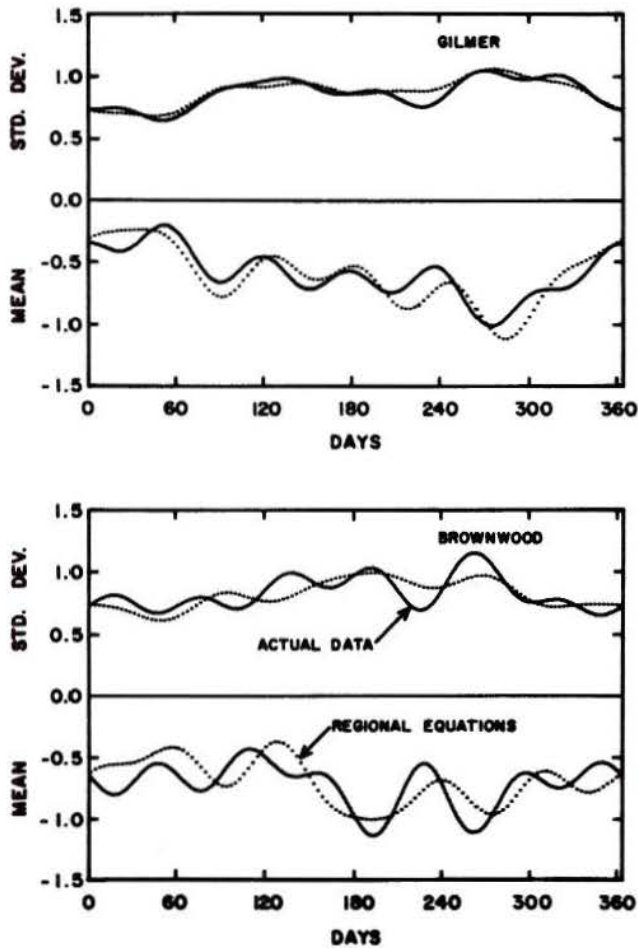 GILMER
STD. DEV.
1.5
1.0
0.5
0.0
MEAN
-0.5
-1.0
-1.5
0 60 120 180 240 300 360
DAYS
BROWNWOOD
STD. DEV.
1.5
1.0
0.5
0.0
ACTUAL DATA
REGIONAL EQUATIONS
MEAN
-0.5
-1.0
-1.5
0 60 120 180 240 300 360
DAYS